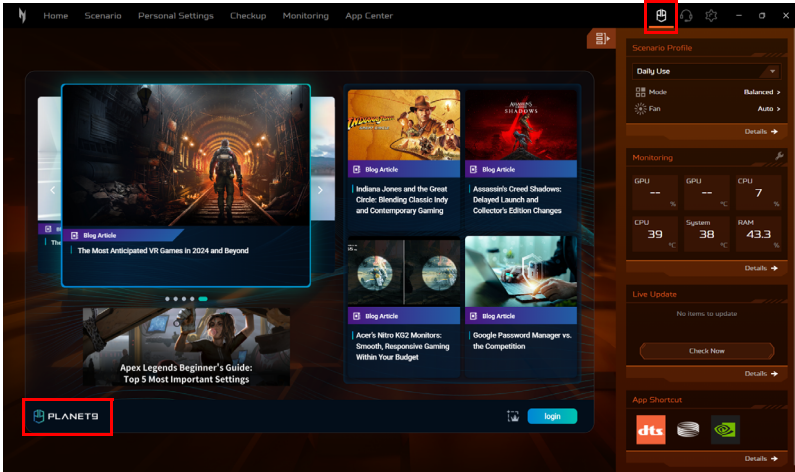 Home Scenario Personal Settings Checkup Monitoring App Center
Blog Article
The Most Anticipated VR Games in 2024 and Beyond
Apex Legends Beginner's Guide:
Top 5 Most Important Settings
INDIANA JONES
Blog Article
Indiana Jones and the Great
Circle: Blending Classic Indy
and Contemporary Gaming
ASSASSIN'S CREED
SHADOWS
Blog Article
Assassin's Creed Shadows:
Delayed Launch and
Collector's Edition Changes
Blog Article
Acer's Nitro KG2 Monitors:
Smooth, Responsive Gaming
Within Your Budget
Blog Article
Google Password Manager vs.
the Competition
PLANET9
login
Scenario Profile
Daily Use
Mode Balanced >
Fan Auto >
Details
Monitoring
GPU GPU CPU
-- -- 7
% °C %
CPU System RAM
39 38 43.3
°C °C %
Details
Live Update
No items to update
Check Now
Details
App Shortcut
dts
Details